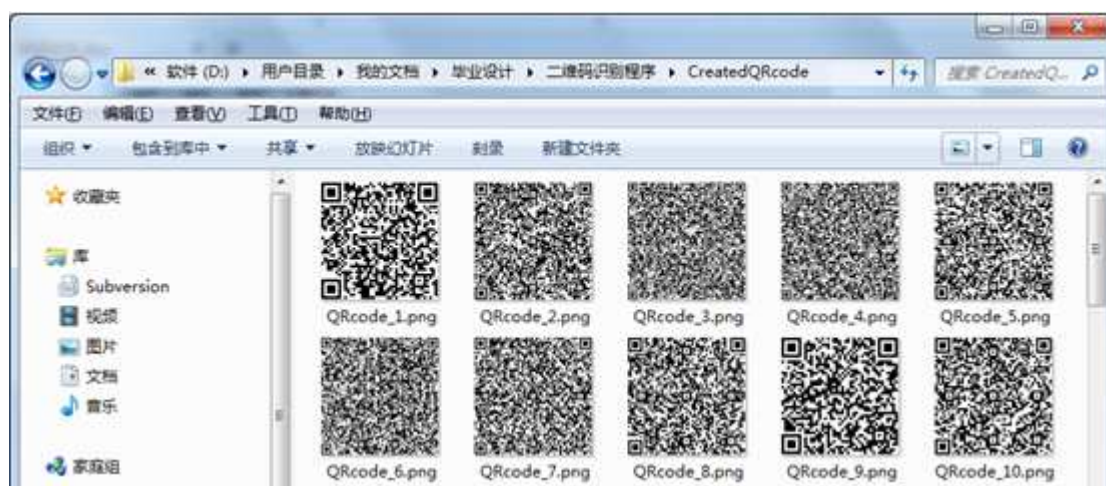 « 软件 (D:) ▸ 用户目录 ▸ 我的文档 ▸ 毕业设计 ▸ 二维码识别程序 ▸ CreatedQRcode 搜索 CreatedQ...
文件(F) 编辑(E) 查看(V) 工具(T) 帮助(H)
组织 包含到库中 共享 放映幻灯片 刻录 新建文件夹
收藏夹
库
Subversion
视频
图片
文档
音乐
家庭组
QRcode_1.png QRcode_2.png QRcode_3.png QRcode_4.png QRcode_5.png
QRcode_6.png QRcode_7.png QRcode_8.png QRcode_9.png QRcode_10.png